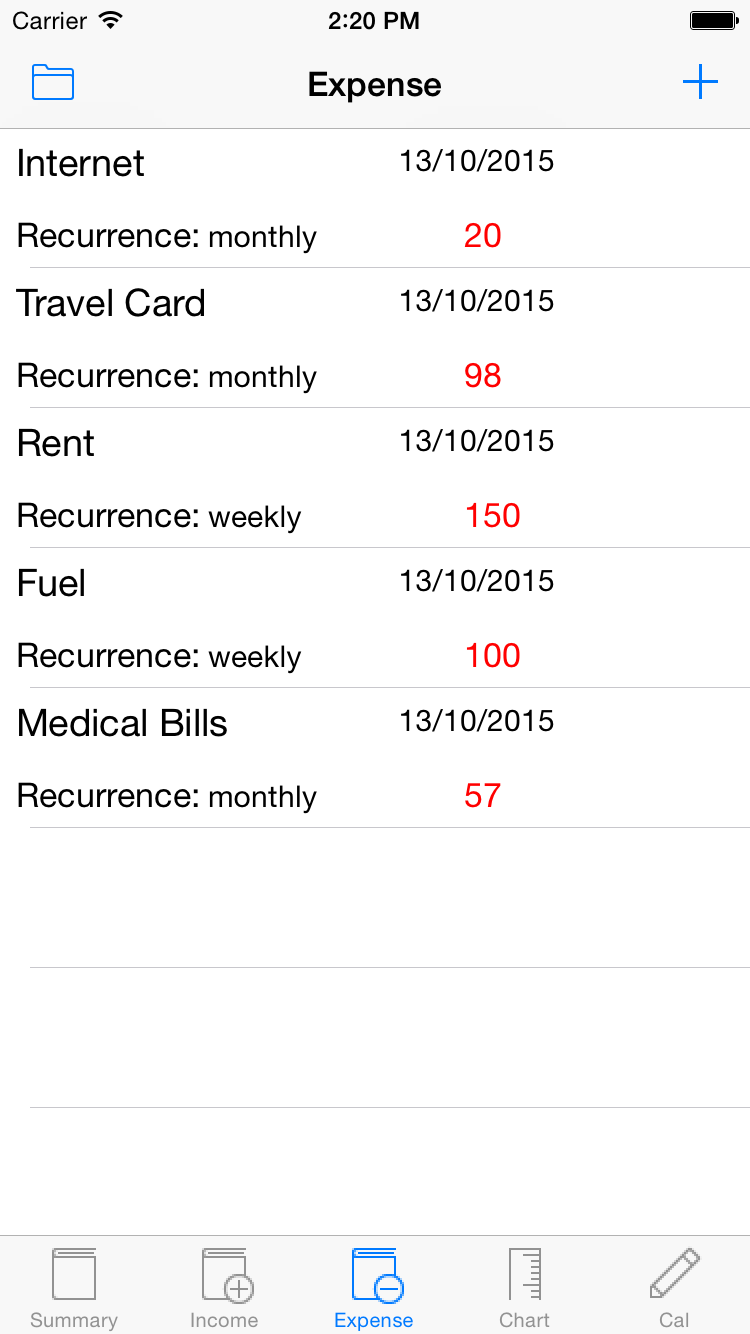 Carrier 2:20 PM
Expense
Internet 13/10/2015
Recurrence: monthly 20
Travel Card 13/10/2015
Recurrence: monthly 98
Rent 13/10/2015
Recurrence: weekly 150
Fuel 13/10/2015
Recurrence: weekly 100
Medical Bills 13/10/2015
Recurrence: monthly 57
Summary Income Expense Chart Cal